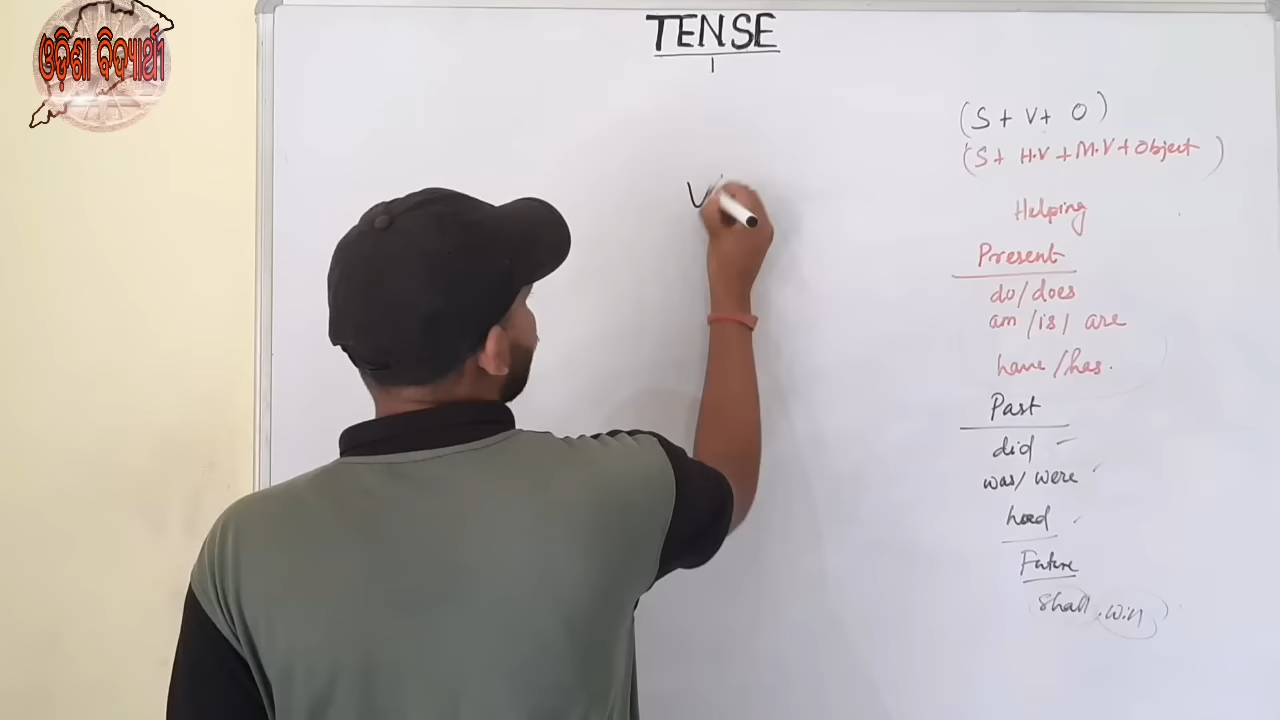 ଓଡ଼ିଶା ବିଦ୍ୟାର୍ଥୀ
TENSE
(S + V + O)
(S + H.V + M.V + Object)
Helping
Present
do/does
am /is/ are
have/has.
Past
did
was/were
had
Future
shall . will
V